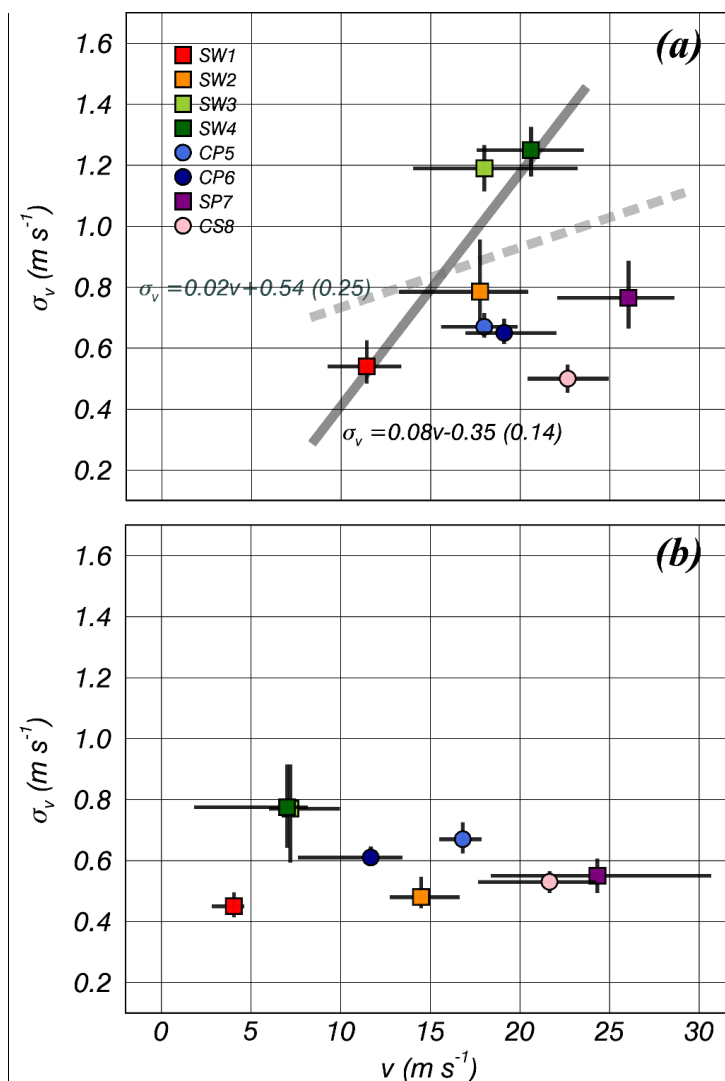 (a)
SW1
SW2
SW3
SW4
CP5
CP6
SP7
CS8
1.6
1.4
1.2
1.0
0.8
0.6
0.4
0.2
σᵥ (m s⁻¹)
σᵥ =0.02v+0.54 (0.25)
σᵥ =0.08v-0.35 (0.14)
(b)
1.6
1.4
1.2
1.0
0.8
0.6
0.4
0.2
σᵥ (m s⁻¹)
0 5 10 15 20 25 30
v (m s⁻¹)